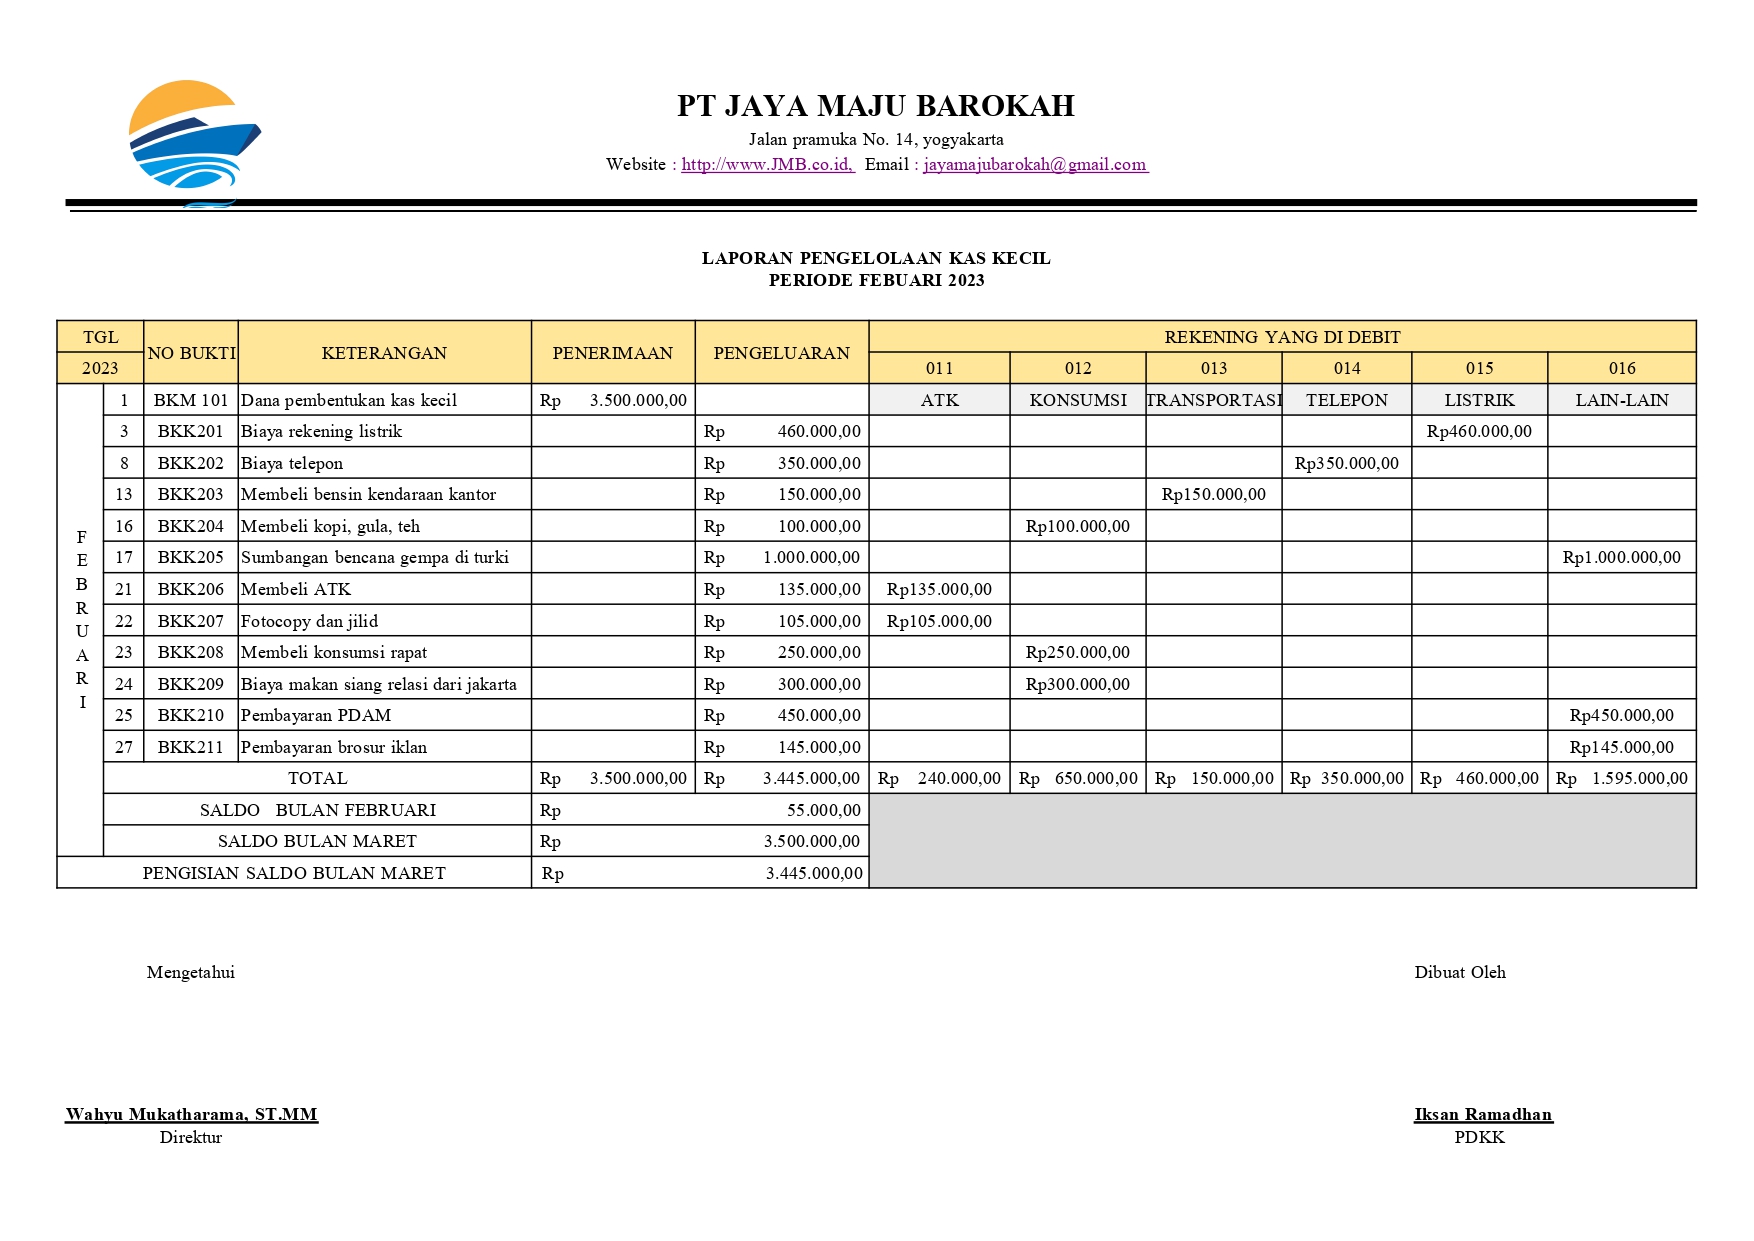 PT JAYA MAJU BAROKAH
Jalan pramuka No. 14, yogyakarta
Website : http://www.JMB.co.id,  Email : jayamajubarokah@gmail.com
LAPORAN PENGELOLAAN KAS KECIL
PERIODE FEBUARI 2023
TGL NO BUKTI KETERANGAN PENERIMAAN PENGELUARAN REKENING YANG DI DEBIT
2023 011 012 013 014 015 016
FEBRUARI
1 BKM 101 Dana pembentukan kas kecil Rp 3.500.000,00 ATK KONSUMSI TRANSPORTASI TELEPON LISTRIK LAIN-LAIN
3 BKK201 Biaya rekening listrik Rp 460.000,00 Rp460.000,00
8 BKK202 Biaya telepon Rp 350.000,00 Rp350.000,00
13 BKK203 Membeli bensin kendaraan kantor Rp 150.000,00 Rp150.000,00
16 BKK204 Membeli kopi, gula, teh Rp 100.000,00 Rp100.000,00
17 BKK205 Sumbangan bencana gempa di turki Rp 1.000.000,00 Rp1.000.000,00
21 BKK206 Membeli ATK Rp 135.000,00 Rp135.000,00
22 BKK207 Fotocopy dan jilid Rp 105.000,00 Rp105.000,00
23 BKK208 Membeli konsumsi rapat Rp 250.000,00 Rp250.000,00
24 BKK209 Biaya makan siang relasi dari jakarta Rp 300.000,00 Rp300.000,00
25 BKK210 Pembayaran PDAM Rp 450.000,00 Rp450.000,00
27 BKK211 Pembayaran brosur iklan Rp 145.000,00 Rp145.000,00
TOTAL Rp 3.500.000,00 Rp 3.445.000,00 Rp 240.000,00 Rp 650.000,00 Rp 150.000,00 Rp 350.000,00 Rp 460.000,00 Rp 1.595.000,00
SALDO BULAN FEBRUARI Rp 55.000,00
SALDO BULAN MARET Rp 3.500.000,00
PENGISIAN SALDO BULAN MARET Rp 3.445.000,00
Mengetahui Dibuat Oleh
Wahyu Mukatharama, ST.MM Iksan Ramadhan
Direktur PDKK